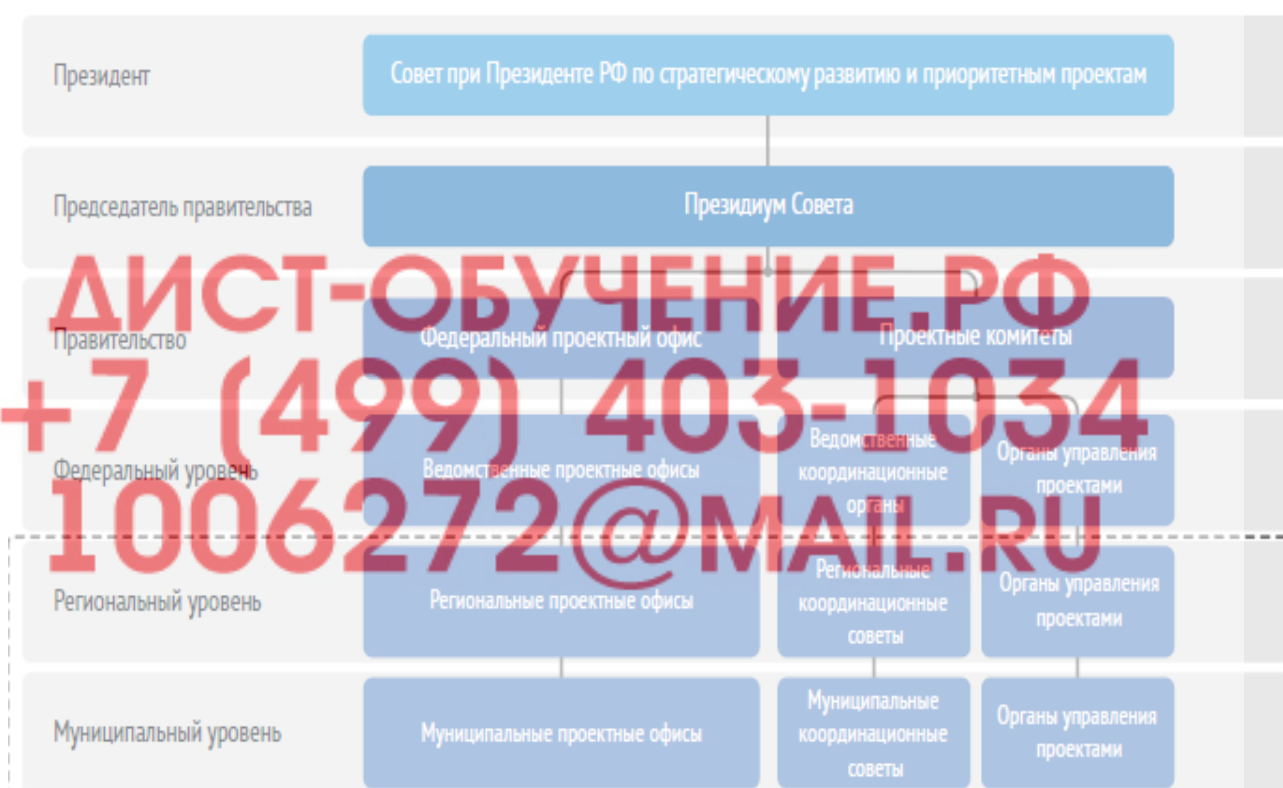 Президент
Совет при Президенте РФ по стратегическому развитию и приоритетным проектам
Председатель правительства
Президиум Совета
ДИСТ-ОБУЧЕНИЕ.РФ
Правительство
Федеральный проектный офис
Проектные комитеты
+7 (499) 403-1034
Федеральный уровень
Ведомственные проектные офисы
Ведомственные
координационные
органы
Органы управления
проектами
1006272@MAIL.RU
Региональный уровень
Региональные проектные офисы
Региональные
координационные
советы
Органы управления
проектами
Муниципальный уровень
Муниципальные проектные офисы
Муниципальные
координационные
советы
Органы управления
проектами